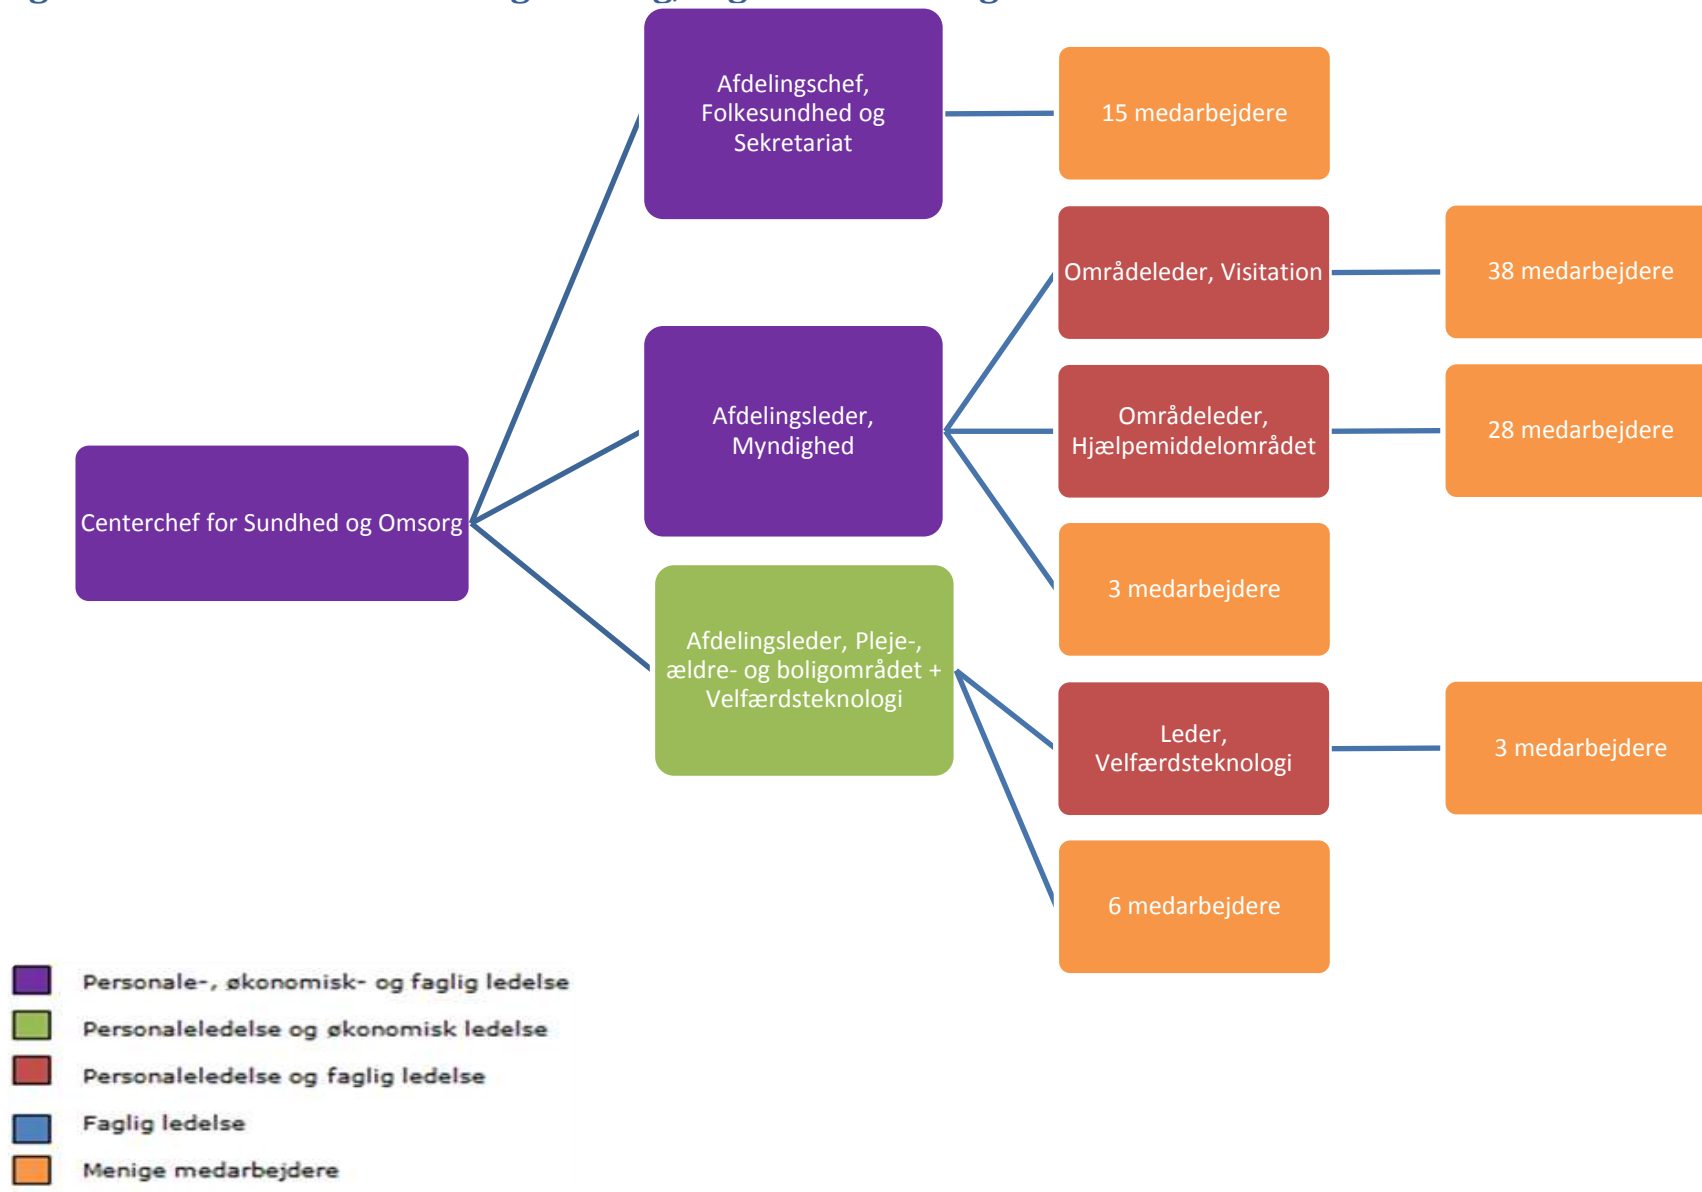 Afdelingschef,
Folkesundhed og
Sekretariat
15 medarbejdere
Områdeleder, Visitation
38 medarbejdere
Afdelingsleder,
Myndighed
Områdeleder,
Hjælpemiddelområdet
28 medarbejdere
Centerchef for Sundhed og Omsorg
3 medarbejdere
Afdelingsleder, Pleje-,
ældre- og boligområdet +
Velfærdsteknologi
Leder,
Velfærdsteknologi
3 medarbejdere
6 medarbejdere
Personale-, økonomisk- og faglig ledelse
Personaleledelse og økonomisk ledelse
Personaleledelse og faglig ledelse
Faglig ledelse
Menige medarbejdere